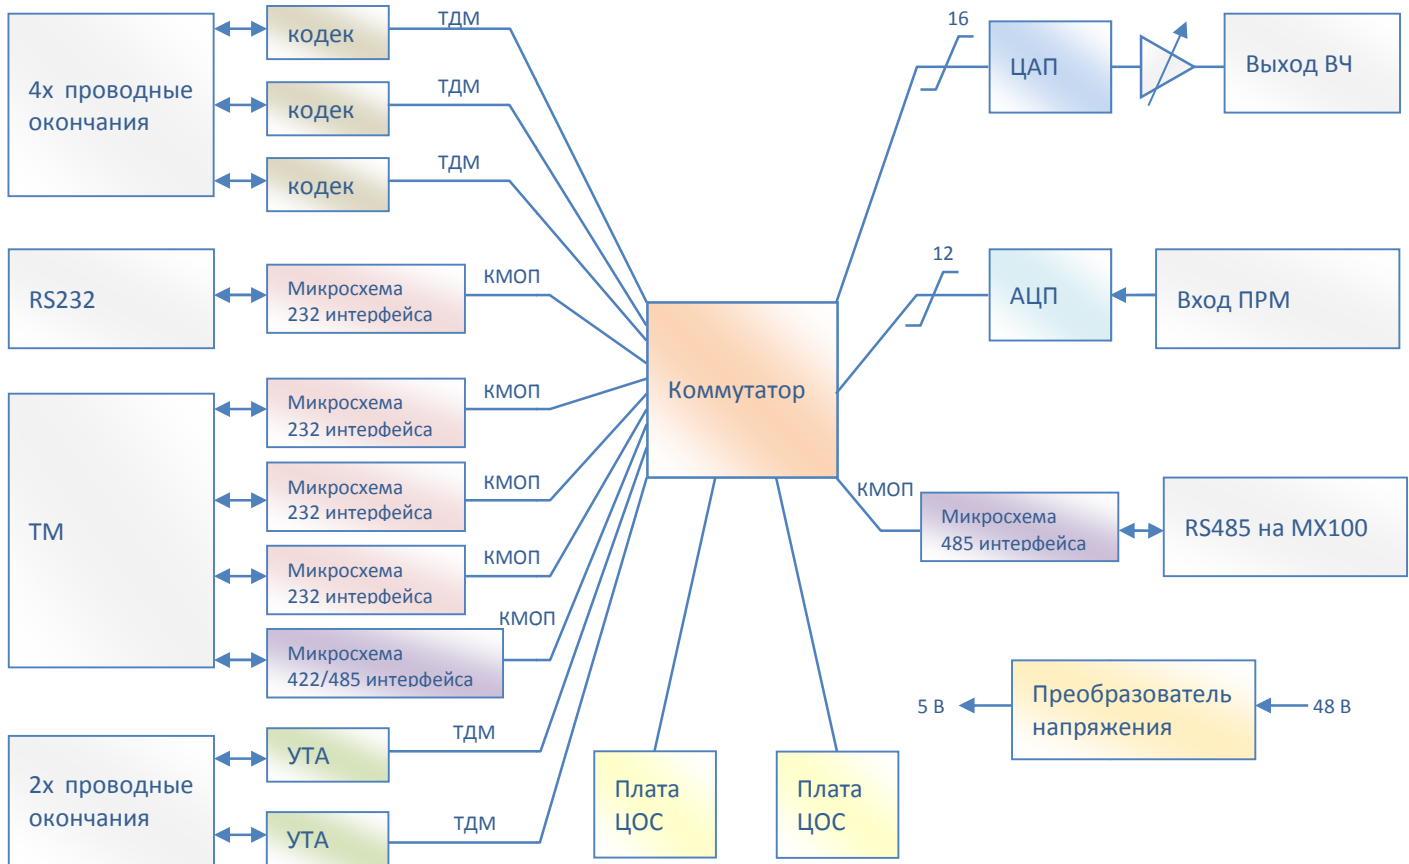 4х проводные
окончания
кодек
ТДМ
кодек
ТДМ
кодек
ТДМ
RS232
Микросхема
232 интерфейса
КМОП
ТМ
Микросхема
232 интерфейса
КМОП
Микросхема
232 интерфейса
КМОП
Микросхема
232 интерфейса
КМОП
Микросхема
422/485 интерфейса
КМОП
2х проводные
окончания
УТА
ТДМ
УТА
ТДМ
Коммутатор
Плата
ЦОС
Плата
ЦОС
16
ЦАП
Выход ВЧ
12
АЦП
Вход ПРМ
КМОП
Микросхема
485 интерфейса
RS485 на МХ100
5 В
Преобразователь
напряжения
48 В